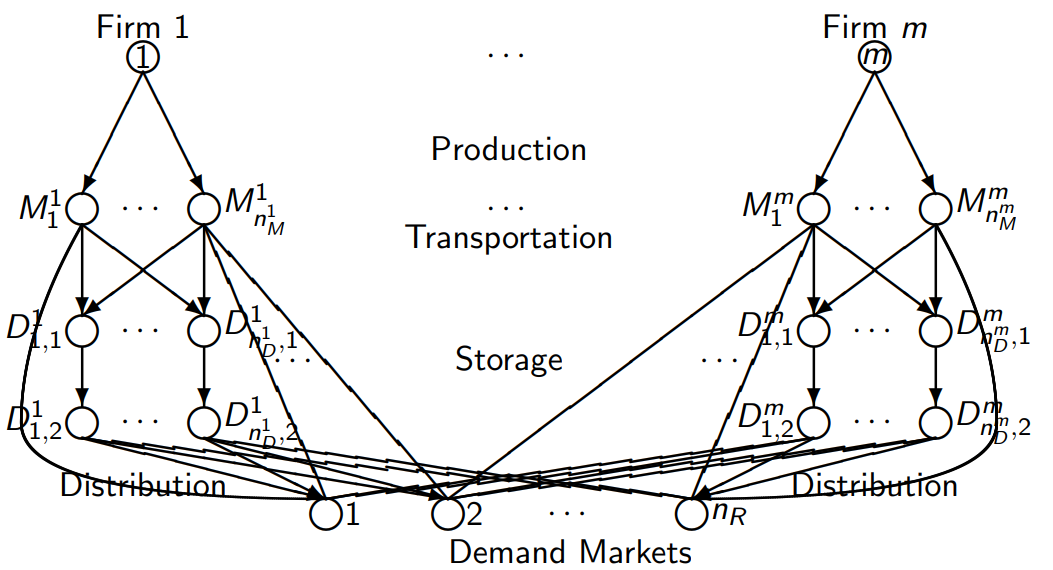 Firm 1 Firm m
1 ··· m
Production
M^1_1 ··· M^1_{n^1_M} ··· M^m_1 ··· M^m_{n^m_M}
Transportation
D^1_{1,1} ··· D^1_{n^1_D,1} D^m_{1,1} ··· D^m_{n^m_D,1}
···· Storage ····
D^1_{1,2} ··· D^1_{n^1_D,2} D^m_{1,2} ··· D^m_{n^m_D,2}
Distribution Distribution
1 2 ··· n_R
Demand Markets